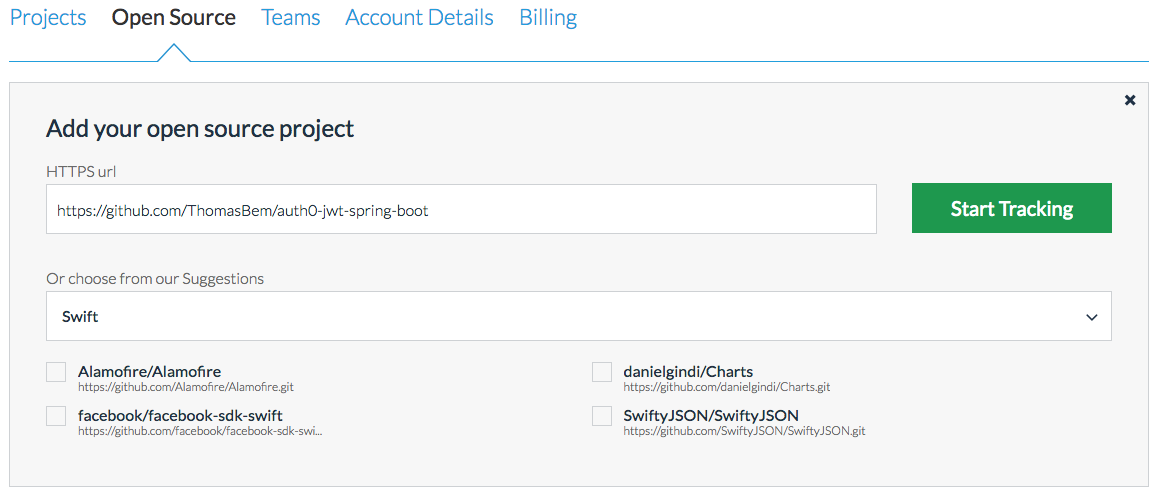 Projects Open Source Teams Account Details Billing
Add your open source project
HTTPS url
https://github.com/ThomasBem/auth0-jwt-spring-boot
Start Tracking
Or choose from our Suggestions
Swift
Alamofire/Alamofire
https://github.com/Alamofire/Alamofire.git
danielgindi/Charts
https://github.com/danielgindi/Charts.git
facebook/facebook-sdk-swift
https://github.com/facebook/facebook-sdk-swi...
SwiftyJSON/SwiftyJSON
https://github.com/SwiftyJSON/SwiftyJSON.git